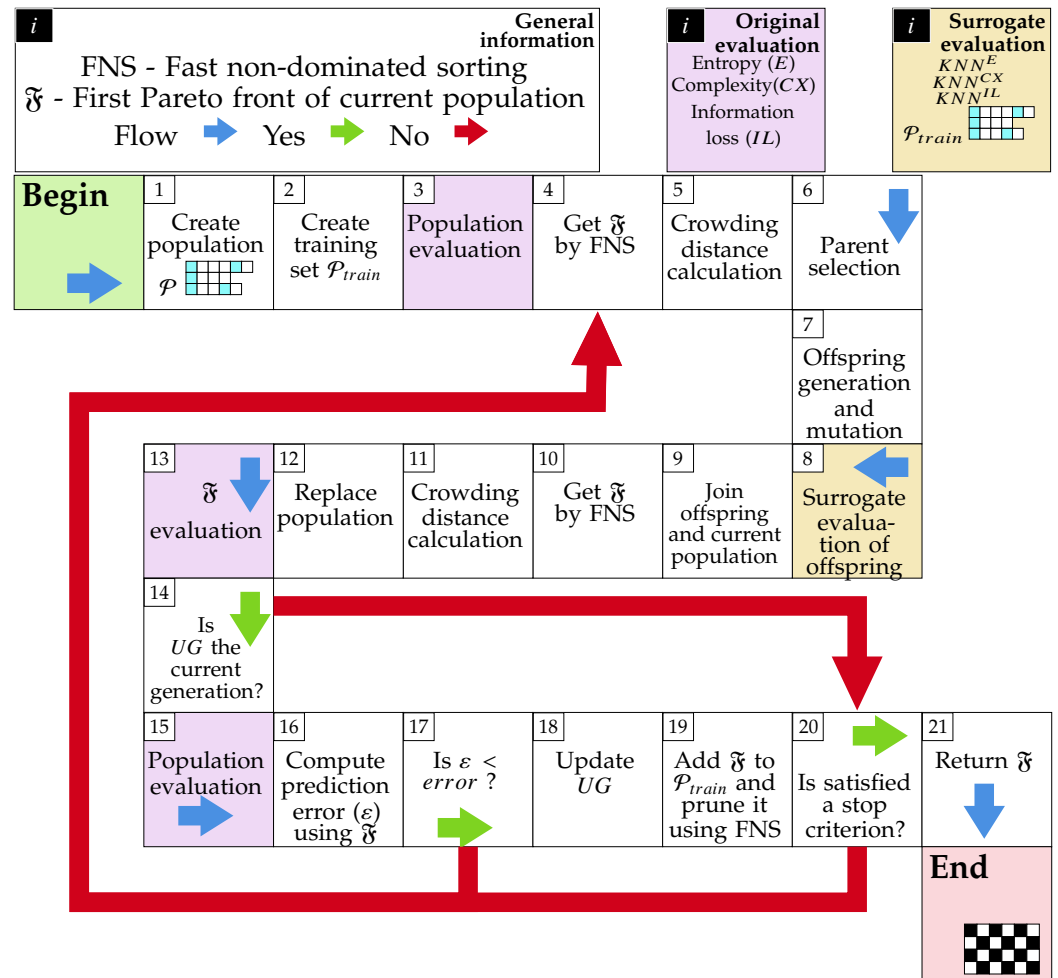 i
General
information
FNS - Fast non-dominated sorting
𝔉 - First Pareto front of current population
Flow Yes No
i
Original
evaluation
Entropy (E)
Complexity(CX)
Information
loss (IL)
i
Surrogate
evaluation
KNN^E
KNN^CX
KNN^IL
𝒫_train
Begin
1
Create
population
𝒫
2
Create
training
set 𝒫_train
3
Population
evaluation
4
Get 𝔉
by FNS
5
Crowding
distance
calculation
6
Parent
selection
7
Offspring
generation
and
mutation
8
Surrogate
evalua-
tion of
offspring
9
Join
offspring
and current
population
10
Get 𝔉
by FNS
11
Crowding
distance
calculation
12
Replace
population
13
𝔉
evaluation
14
Is
UG the
current
generation?
15
Population
evaluation
16
Compute
prediction
error (ε)
using 𝔉
17
Is ε <
error ?
18
Update
UG
19
Add 𝔉 to
𝒫_train and
prune it
using FNS
20
Is satisfied
a stop
criterion?
21
Return 𝔉
End